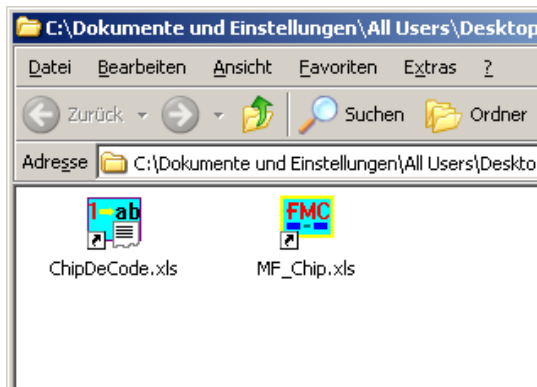 C:\Dokumente und Einstellungen\All Users\Desktop
Datei Bearbeiten Ansicht Favoriten Extras ?
Zurück Suchen Ordner
Adresse C:\Dokumente und Einstellungen\All Users\Deskto
1 ab FMC
ChipDeCode.xls MF_Chip.xls